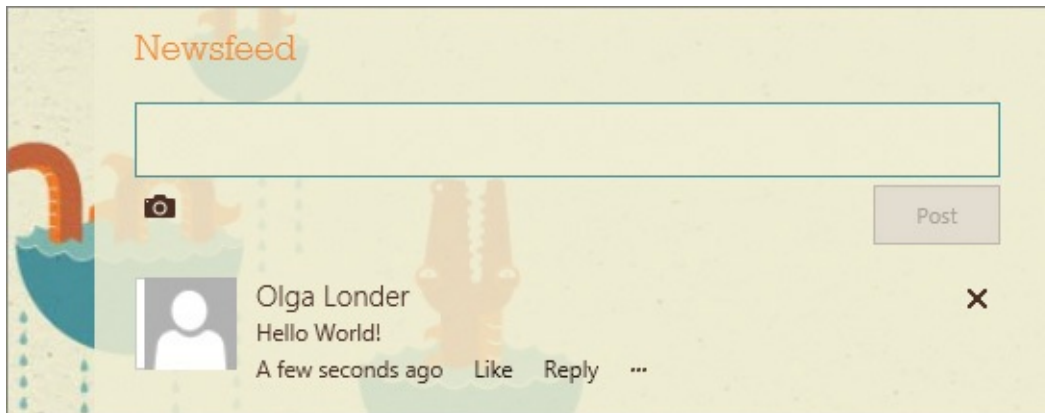 Newsfeed
Post
Olga Londer
Hello World!
A few seconds ago Like Reply ...